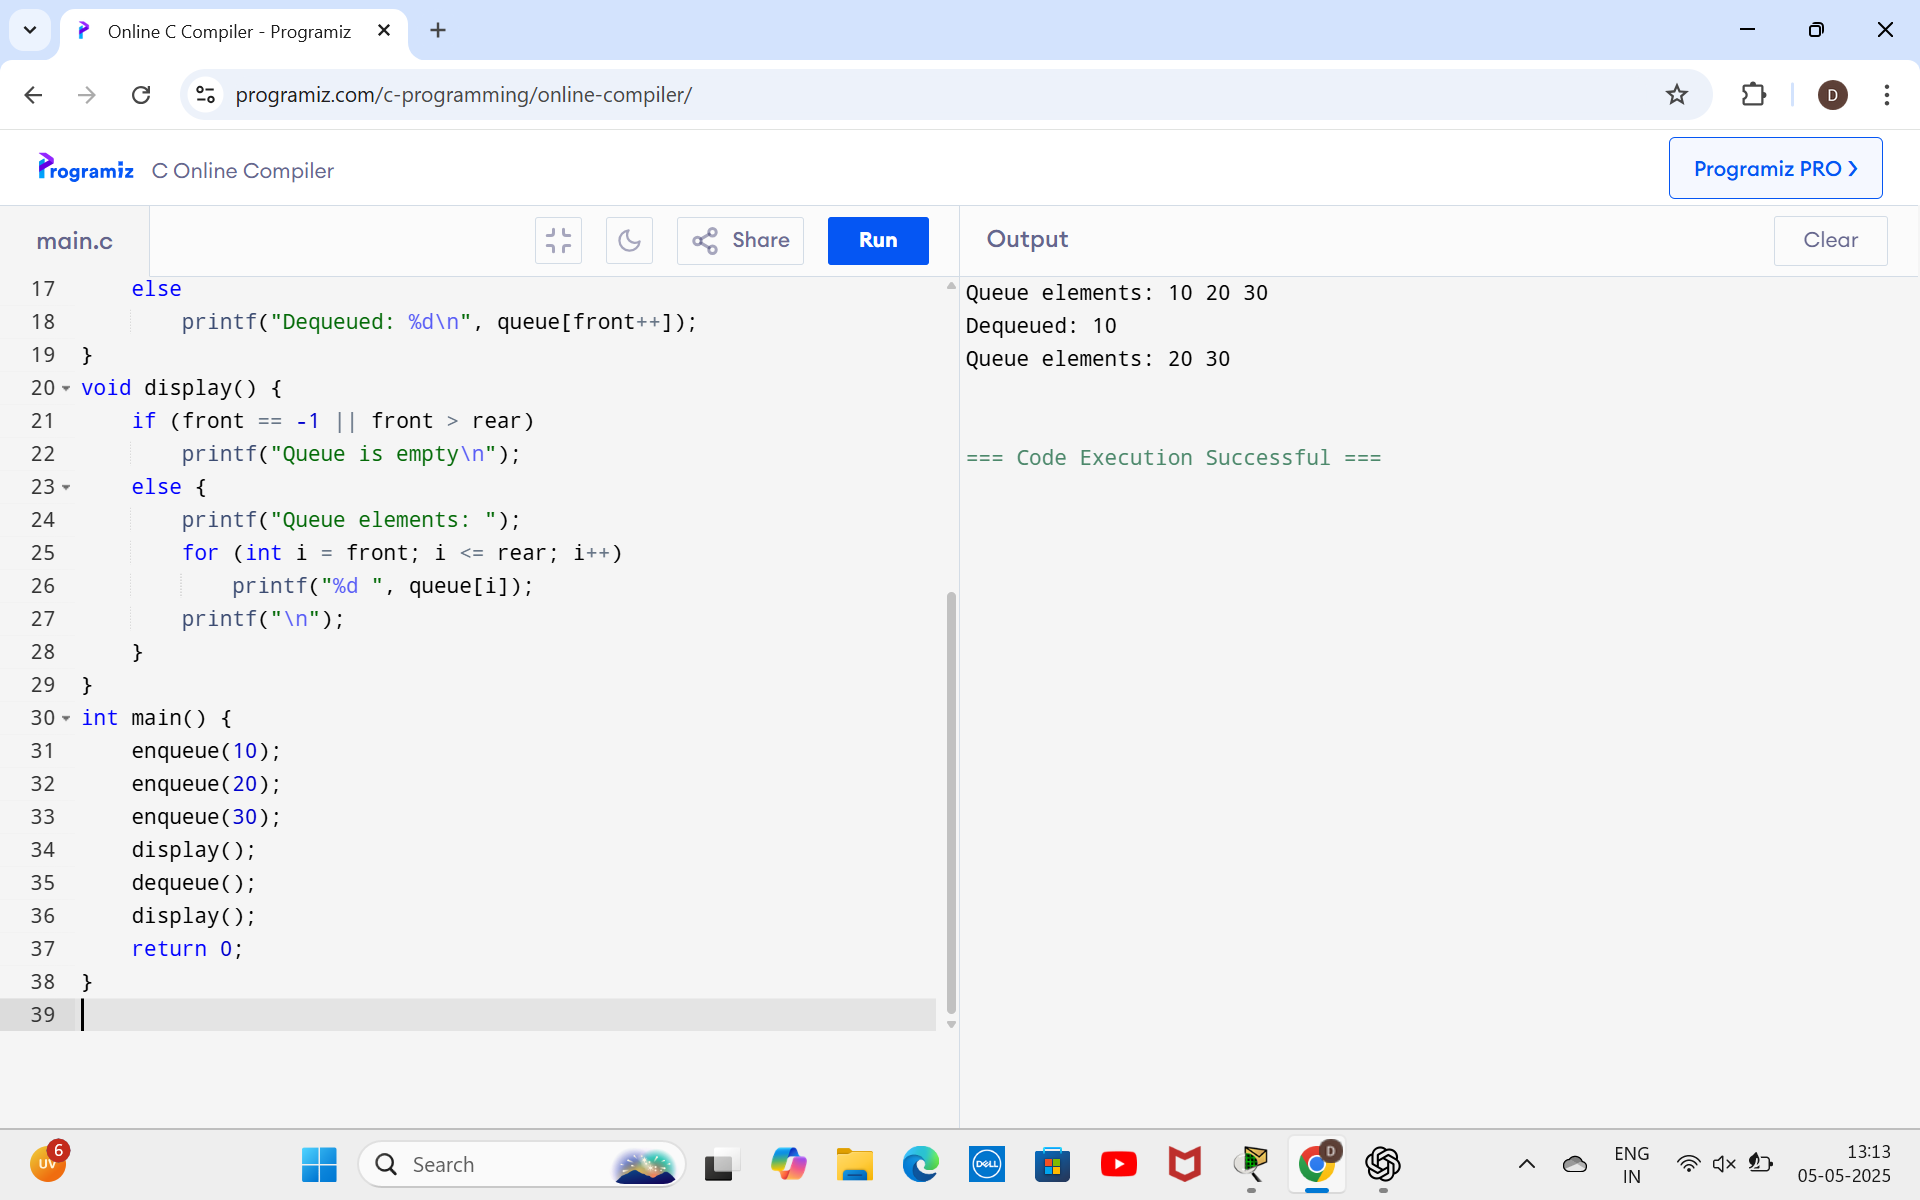 Online C Compiler - Programiz
programiz.com/c-programming/online-compiler/
D
Programiz C Online Compiler
Programiz PRO
main.c
Share
Run
Output
Clear
17 else
18 printf("Dequeued: %d\n", queue[front++]);
19 }
20 void display() {
21 if (front == -1 || front > rear)
22 printf("Queue is empty\n");
23 else {
24 printf("Queue elements: ");
25 for (int i = front; i <= rear; i++)
26 printf("%d ", queue[i]);
27 printf("\n");
28 }
29 }
30 int main() {
31 enqueue(10);
32 enqueue(20);
33 enqueue(30);
34 display();
35 dequeue();
36 display();
37 return 0;
38 }
39
Queue elements: 10 20 30
Dequeued: 10
Queue elements: 20 30
=== Code Execution Successful ===
UV
6
Search
DELL
D
ENG
IN
13:13
05-05-2025